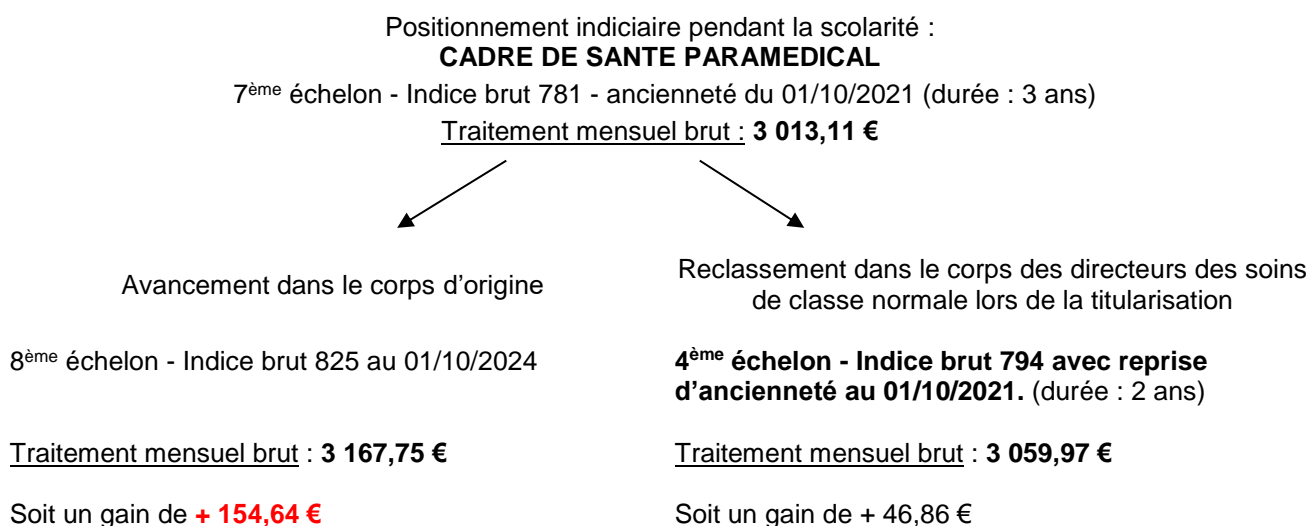 Positionnement indiciaire pendant la scolarité :
CADRE DE SANTE PARAMEDICAL
7ème échelon - Indice brut 781 - ancienneté du 01/10/2021 (durée : 3 ans)
Traitement mensuel brut : 3 013,11 €
Avancement dans le corps d'origine
8ème échelon - Indice brut 825 au 01/10/2024
Traitement mensuel brut : 3 167,75 €
Soit un gain de + 154,64 €
Reclassement dans le corps des directeurs des soins
de classe normale lors de la titularisation
4ème échelon - Indice brut 794 avec reprise
d'ancienneté au 01/10/2021. (durée : 2 ans)
Traitement mensuel brut : 3 059,97 €
Soit un gain de + 46,86 €